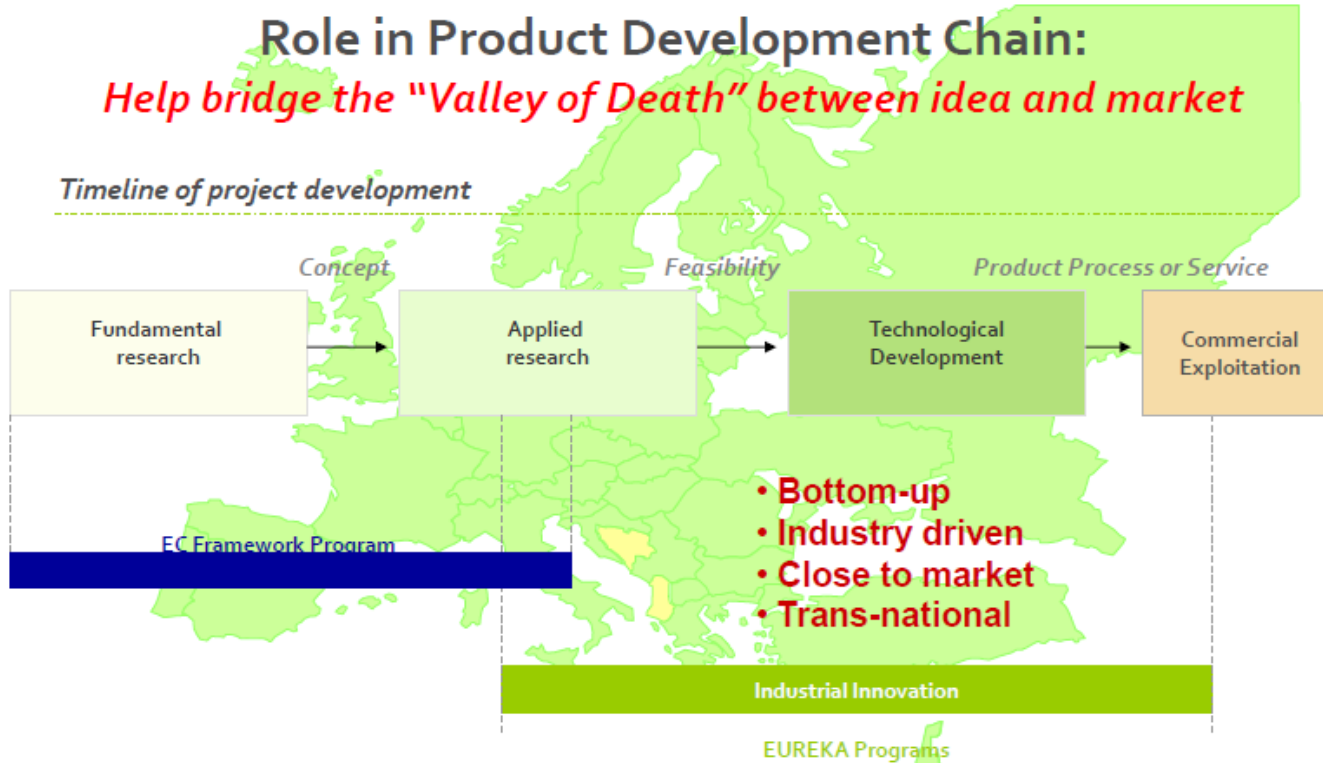 Role in Product Development Chain:
Help bridge the “Valley of Death” between idea and market
Timeline of project development
Concept
Feasibility
Product Process or Service
Fundamental
research
Applied
research
Technological
Development
Commercial
Exploitation
EC Framework Program
• Bottom-up
• Industry driven
• Close to market
• Trans-national
Industrial Innovation
EUREKA Programs